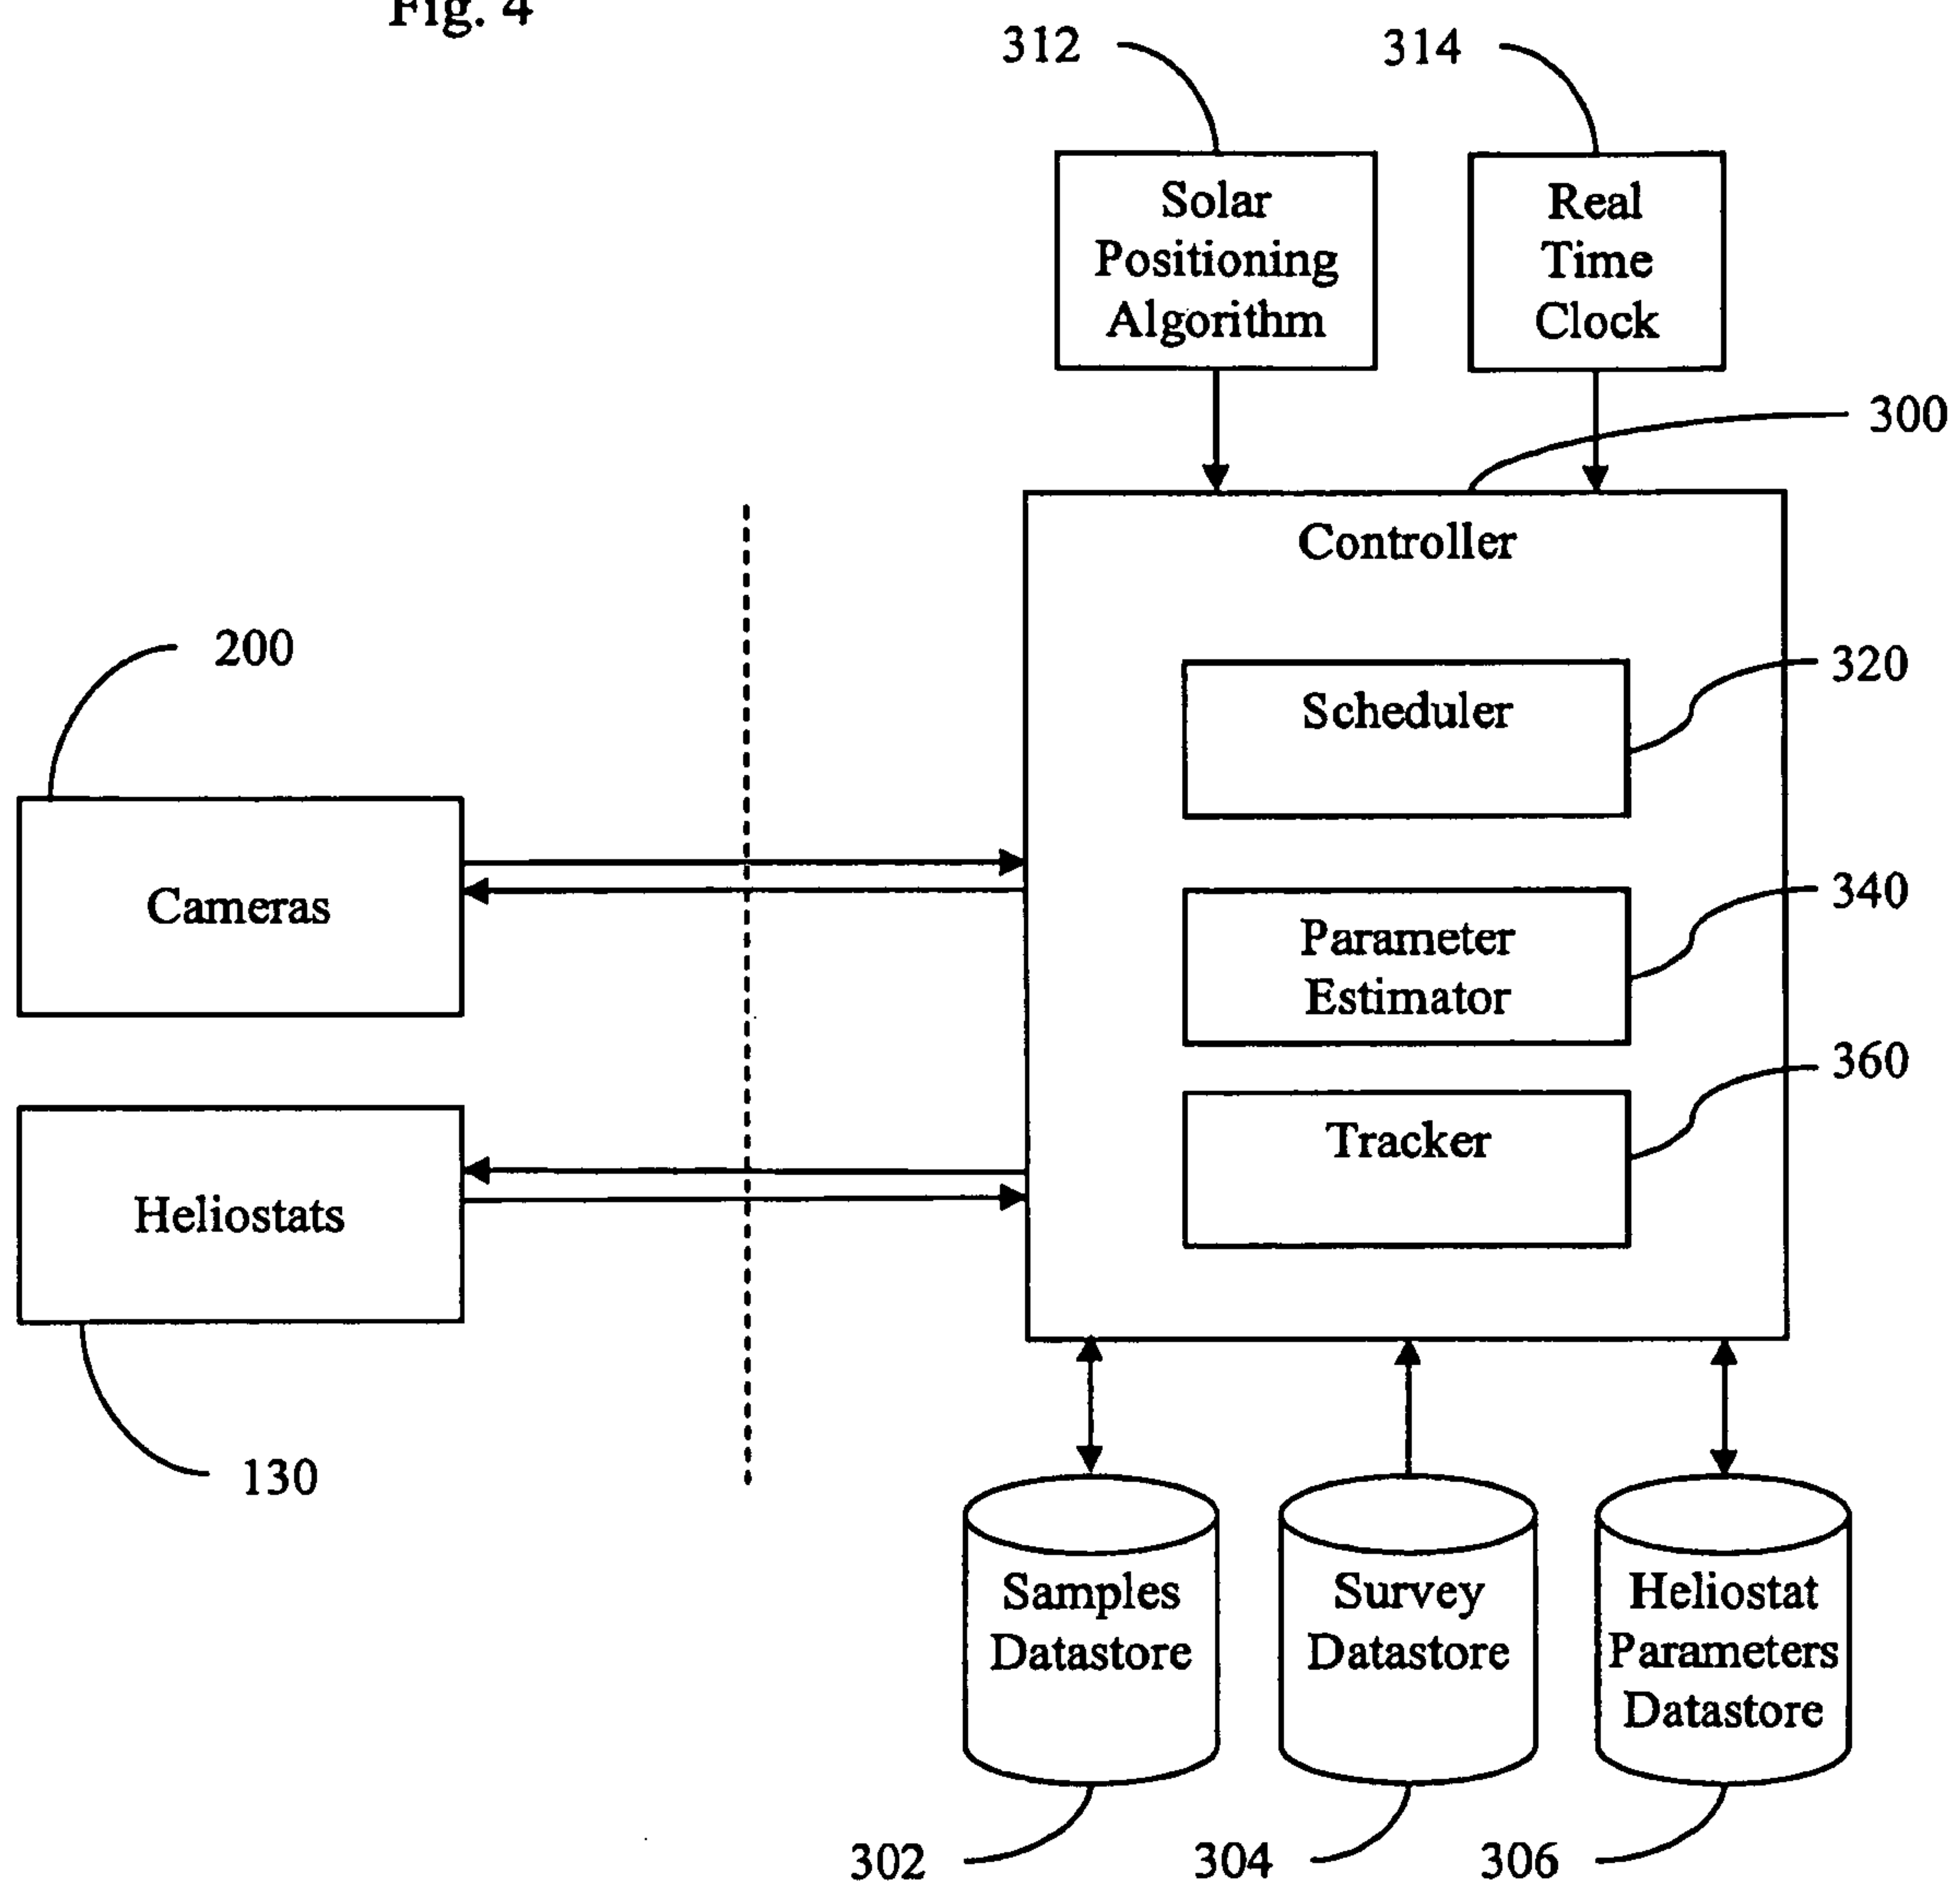 Fig. 4
312
314
Solar
Positioning
Algorithm
Real
Time
Clock
300
Controller
200
320
Scheduler
Cameras
340
Parameter
Estimator
360
Tracker
Heliostats
130
Samples
Datastore
Survey
Datastore
Heliostat
Parameters
Datastore
302
304
306